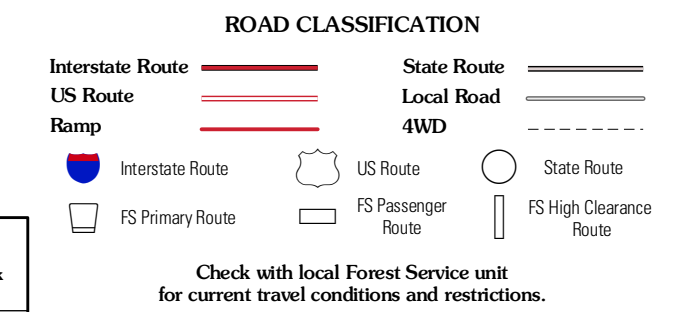 ROAD CLASSIFICATION
Interstate Route
State Route
US Route
Local Road
Ramp
4WD
Interstate Route
US Route
State Route
FS Primary Route
FS Passenger
Route
FS High Clearance
Route
Check with local Forest Service unit
for current travel conditions and restrictions.